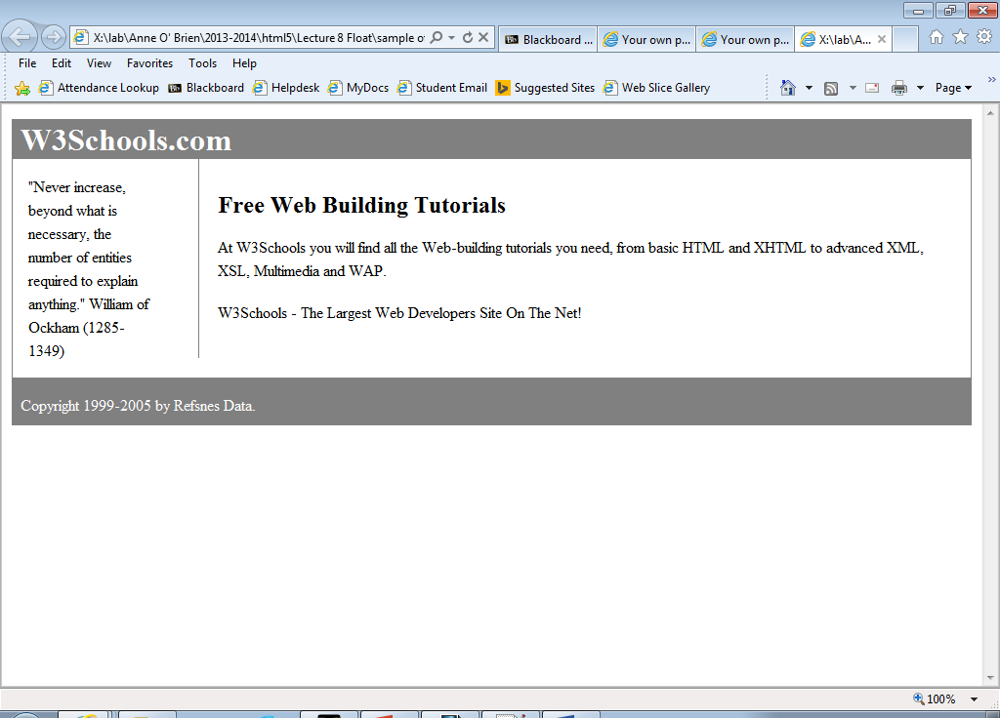 X:\lab\Anne O' Brien\2013-2014\html5\Lecture 8 Float\sample o
Blackboard ...
Your own p...
Your own p...
X:\lab\A...
File Edit View Favorites Tools Help
Attendance Lookup Blackboard Helpdesk MyDocs Student Email Suggested Sites Web Slice Gallery Page
W3Schools.com
"Never increase,
beyond what is
necessary, the
number of entities
required to explain
anything." William of
Ockham (1285-
1349)
Free Web Building Tutorials
At W3Schools you will find all the Web-building tutorials you need, from basic HTML and XHTML to advanced XML,
XSL, Multimedia and WAP.
W3Schools - The Largest Web Developers Site On The Net!
Copyright 1999-2005 by Refsnes Data.
100%